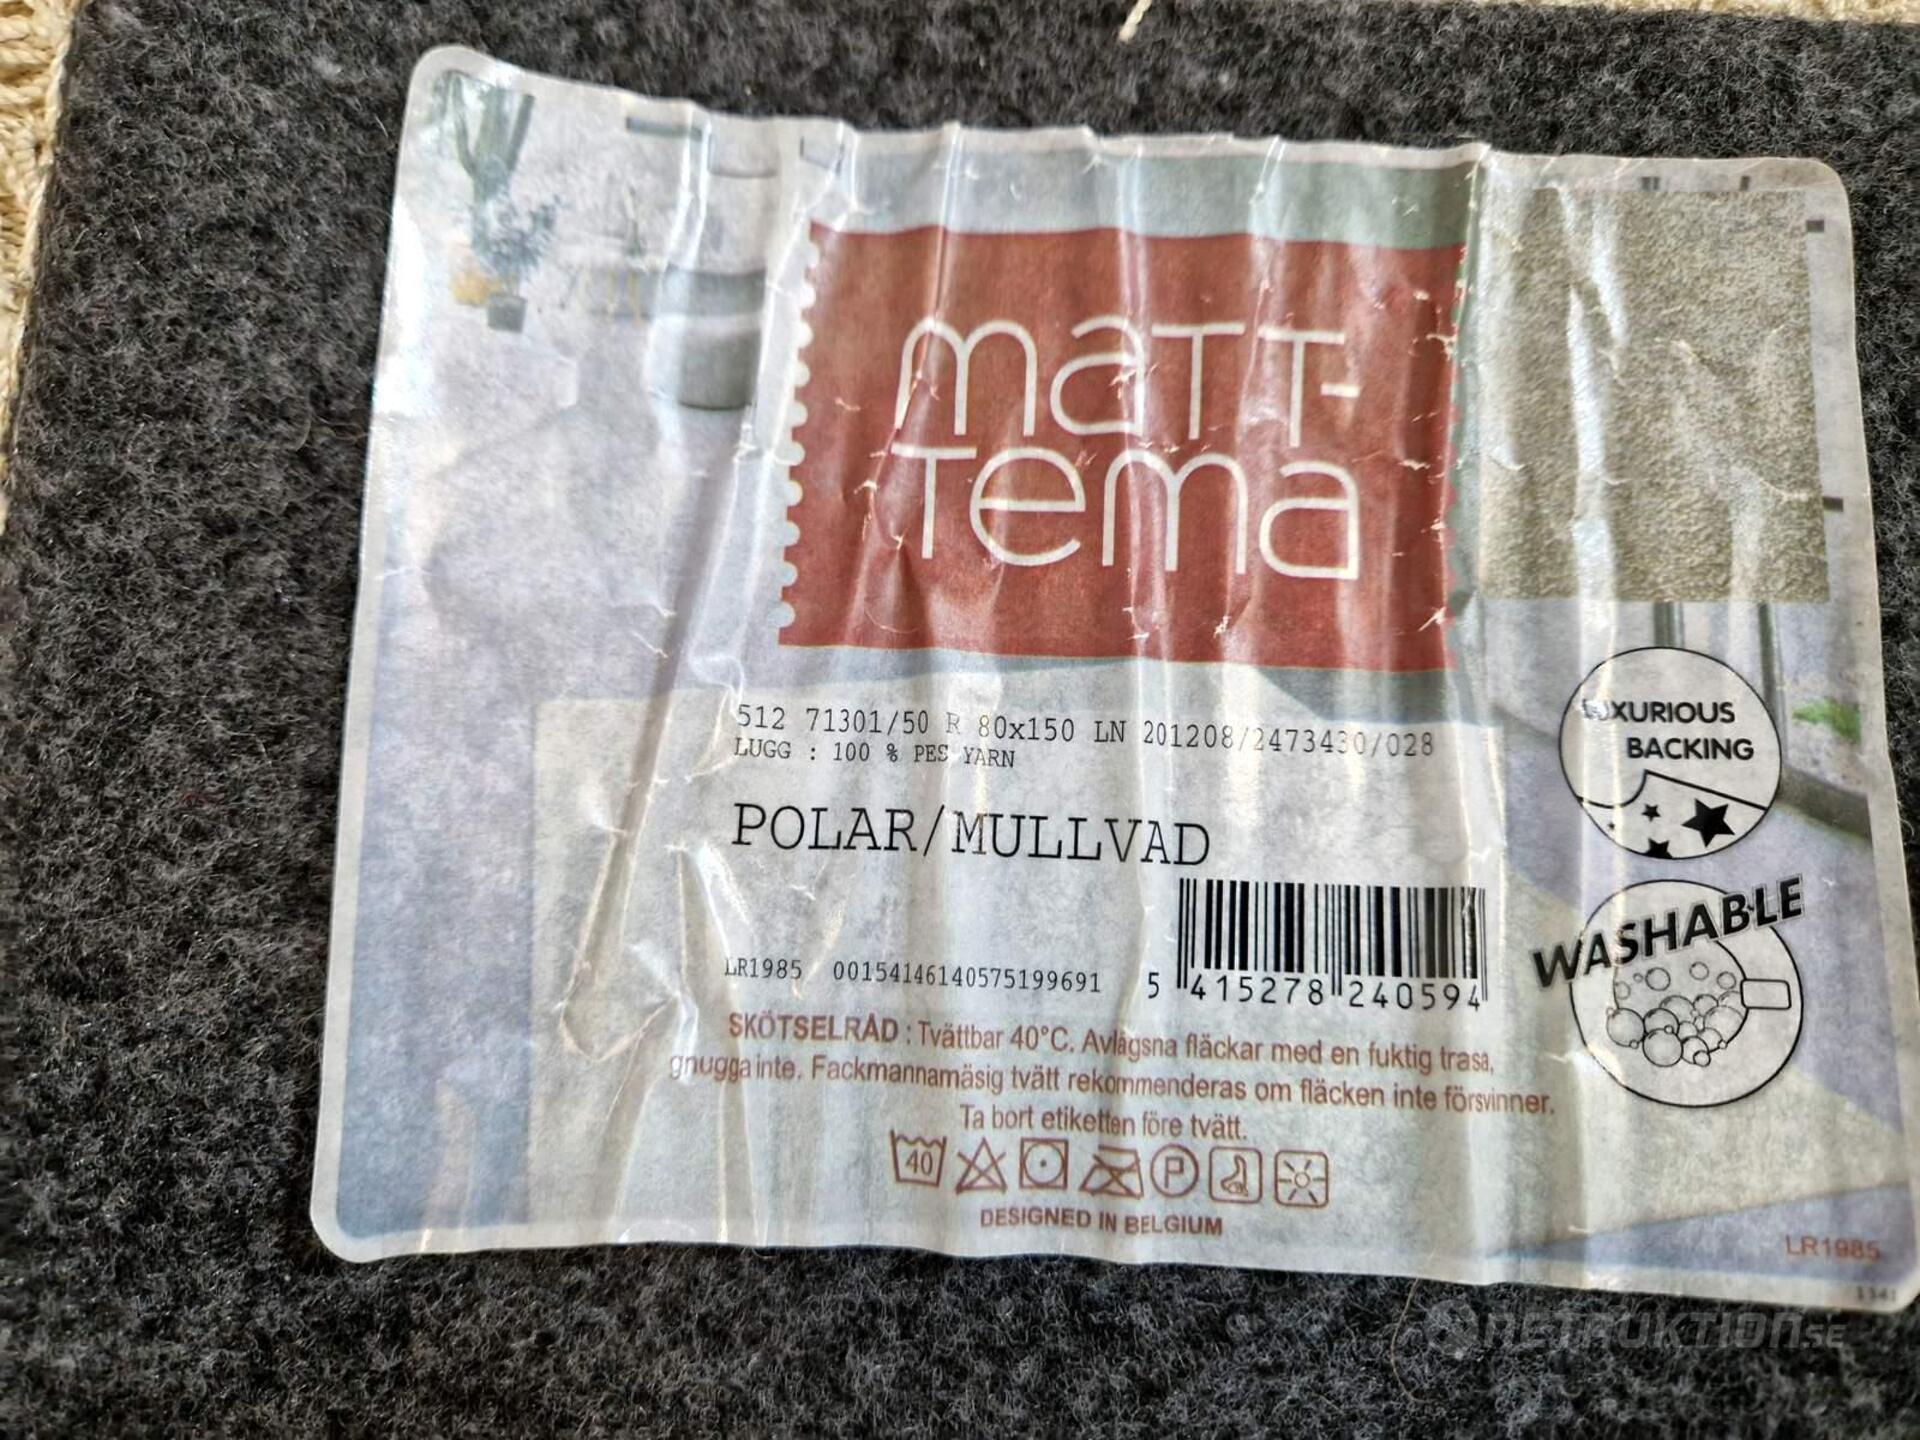 maTT-
Tema
512 71301/50 R 80x150 LN 201208/2473430/028
LUGG : 100 % PES YARN
POLAR/MULLVAD
LR1985 00154146140575199691 5 415278 240594
LUXURIOUS
BACKING
WASHABLE
SKÖTSELRÅD : Tvättbar 40°C. Avlägsna fläckar med en fuktig trasa,
gnugga inte. Fackmannamäsig tvätt rekommenderas om fläcken inte försvinner.
Ta bort etiketten före tvätt.
40 P
DESIGNED IN BELGIUM
LR1985
1341
NETAUKTION.SE